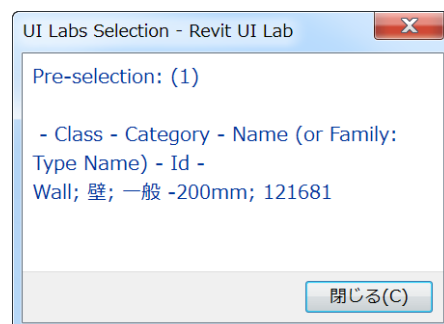 UI Labs Selection - Revit UI Lab
Pre-selection: (1)
- Class - Category - Name (or Family:
Type Name) - Id -
Wall; 壁; 一般 -200mm; 121681
閉じる(C)